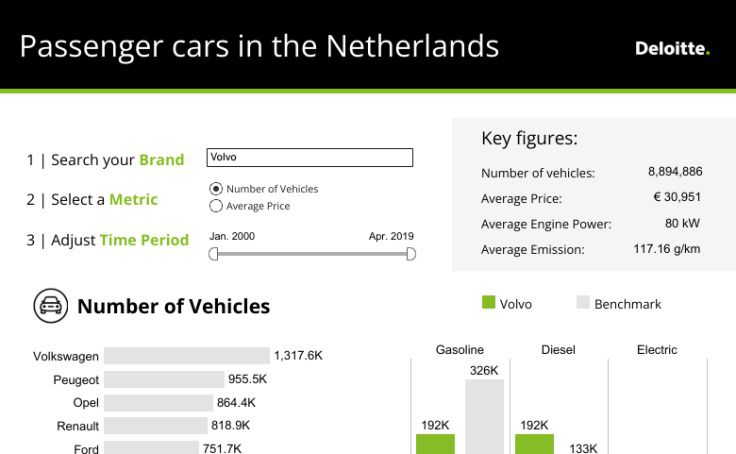 Passenger cars in the Netherlands
Deloitte.
1 | Search your Brand
Volvo
2 | Select a Metric
Number of Vehicles
Average Price
3 | Adjust Time Period
Jan. 2000
Apr. 2019
Key figures:
Number of vehicles: 8,894,886
Average Price: € 30,951
Average Engine Power: 80 kW
Average Emission: 117.16 g/km
Number of Vehicles
Volvo
Benchmark
Volkswagen 1,317.6K
Peugeot 955.5K
Opel 864.4K
Renault 818.9K
Ford 751.7K
Gasoline Diesel Electric
326K
192K 192K
133K